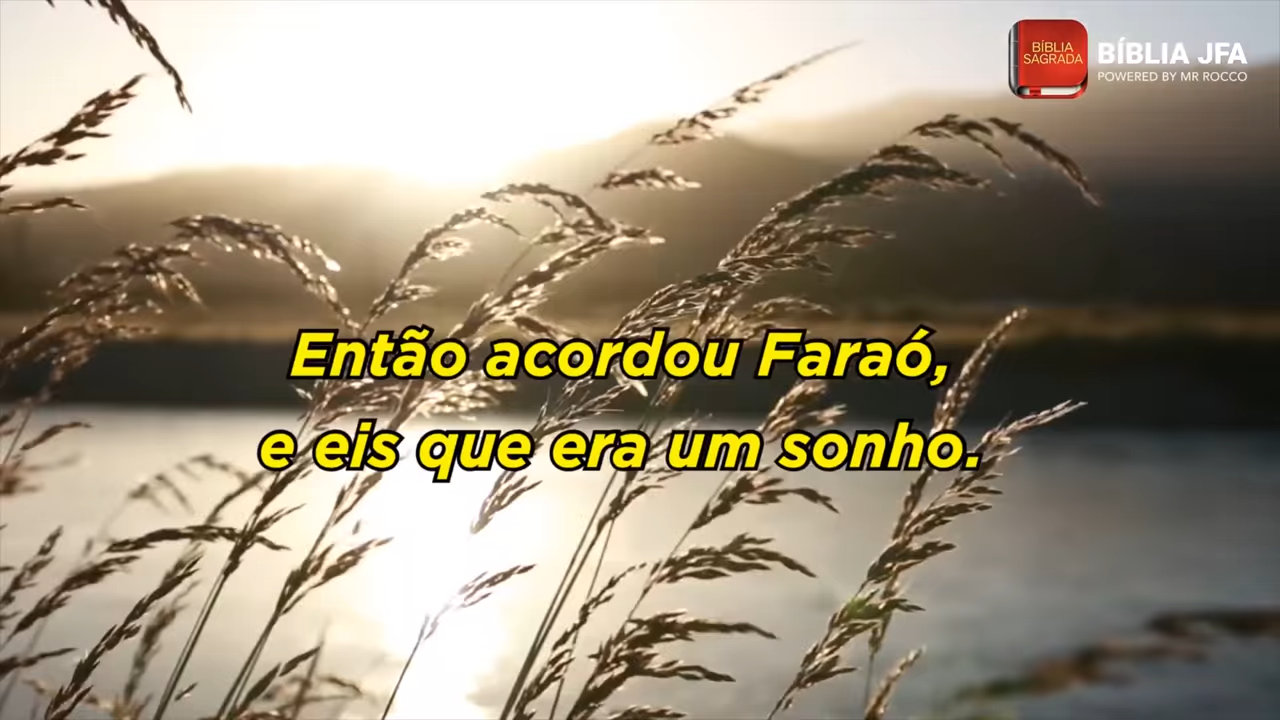 BÍBLIA
SAGRADA
BÍBLIA JFA
POWERED BY MR ROCCO
Então acordou Faraó,
e eis que era um sonho.